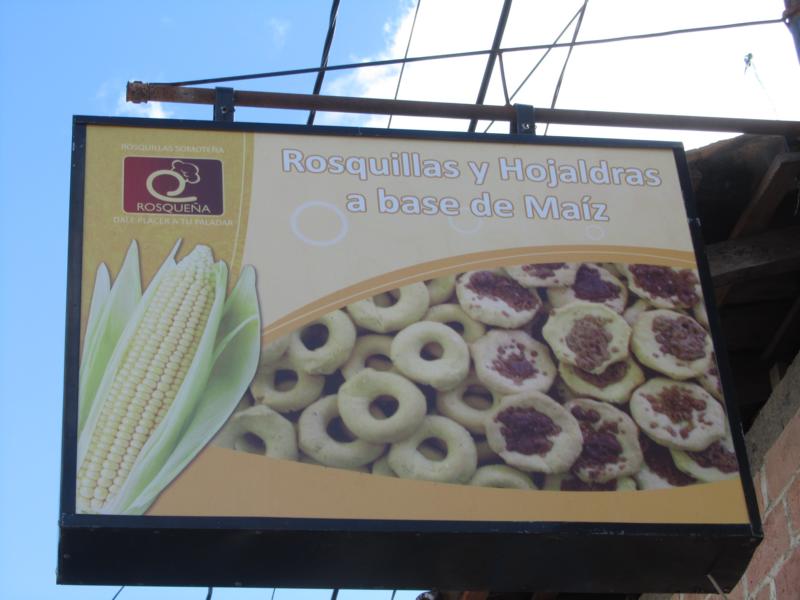 ROSQUILLAS SOMOTEÑA
ROSQUEÑA
DALE PLACER A TU PALADAR
Rosquillas y Hojaldras
a base de Maíz